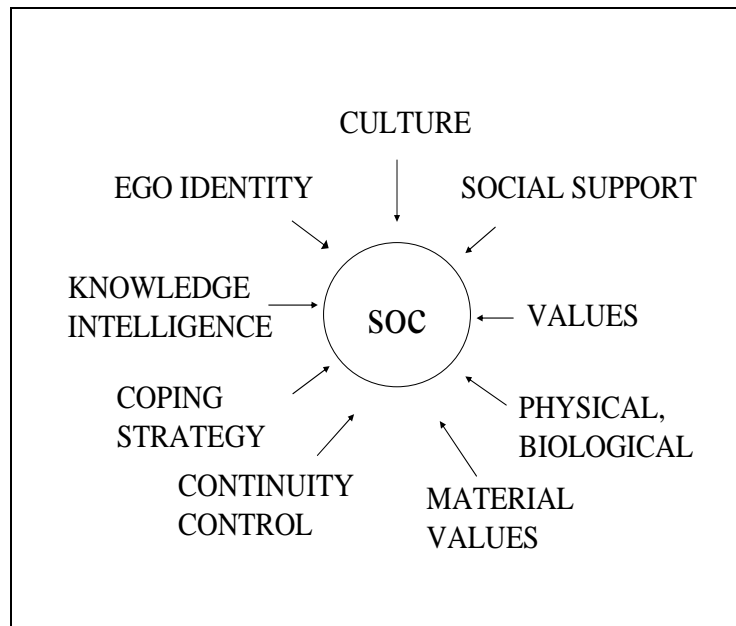 CULTURE
EGO IDENTITY
SOCIAL SUPPORT
KNOWLEDGE
INTELLIGENCE
SOC
VALUES
COPING
STRATEGY
PHYSICAL,
BIOLOGICAL
CONTINUITY
CONTROL
MATERIAL
VALUES